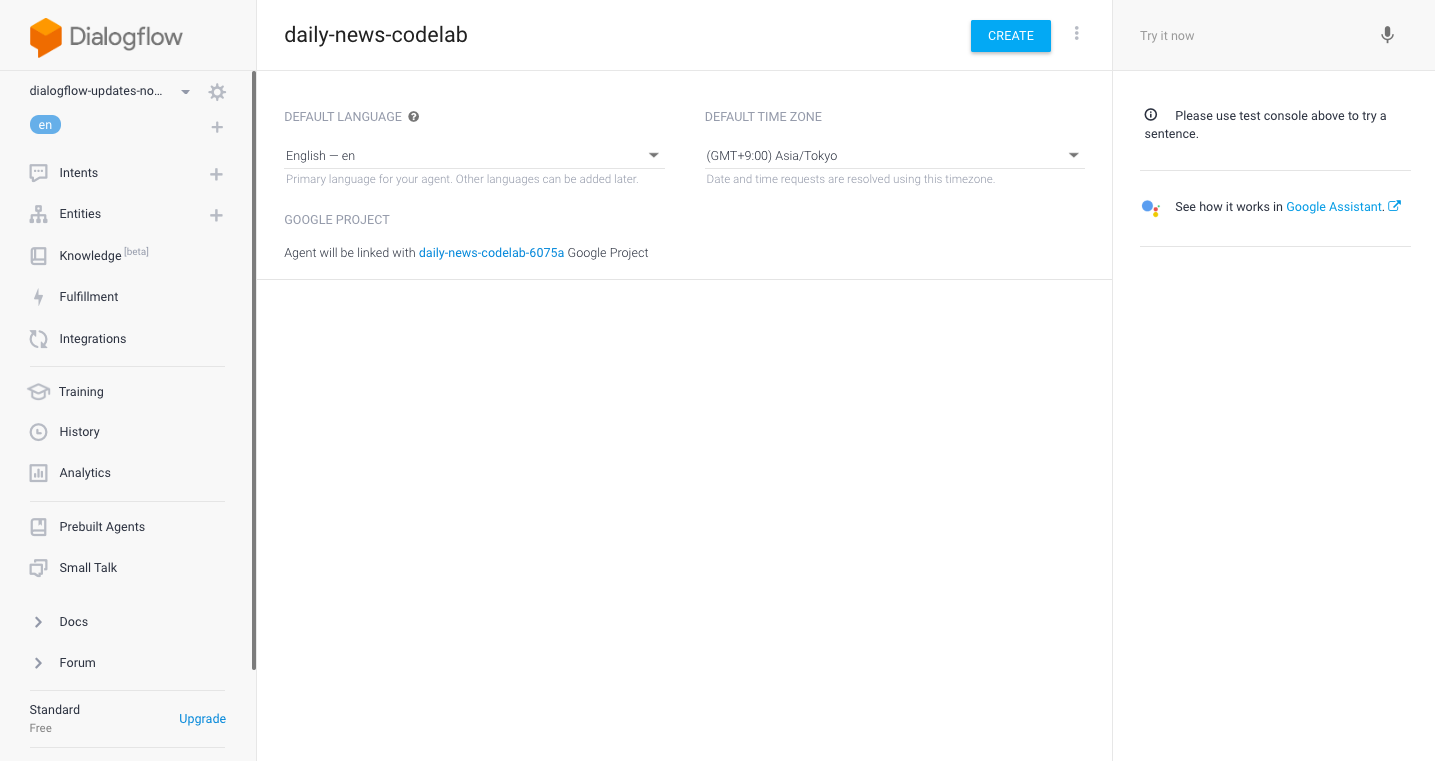 Dialogflow
dialogflow-updates-no...
en
Intents
Entities
Knowledge [beta]
Fulfillment
Integrations
Training
History
Analytics
Prebuilt Agents
Small Talk
Docs
Forum
Standard
Free
Upgrade
daily-news-codelab
CREATE
DEFAULT LANGUAGE
English — en
Primary language for your agent. Other languages can be added later.
DEFAULT TIME ZONE
(GMT+9:00) Asia/Tokyo
Date and time requests are resolved using this timezone.
GOOGLE PROJECT
Agent will be linked with daily-news-codelab-6075a Google Project
Try it now
Please use test console above to try a
sentence.
See how it works in Google Assistant.